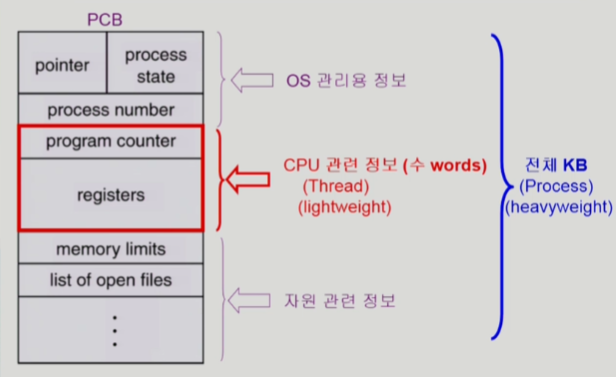 PCB
pointer
process
state
process number
program counter
registers
memory limits
list of open files
OS 관리용 정보
CPU 관련 정보 (수 words)
(Thread)
(lightweight)
자원 관련 정보
전체 KB
(Process)
(heavyweight)